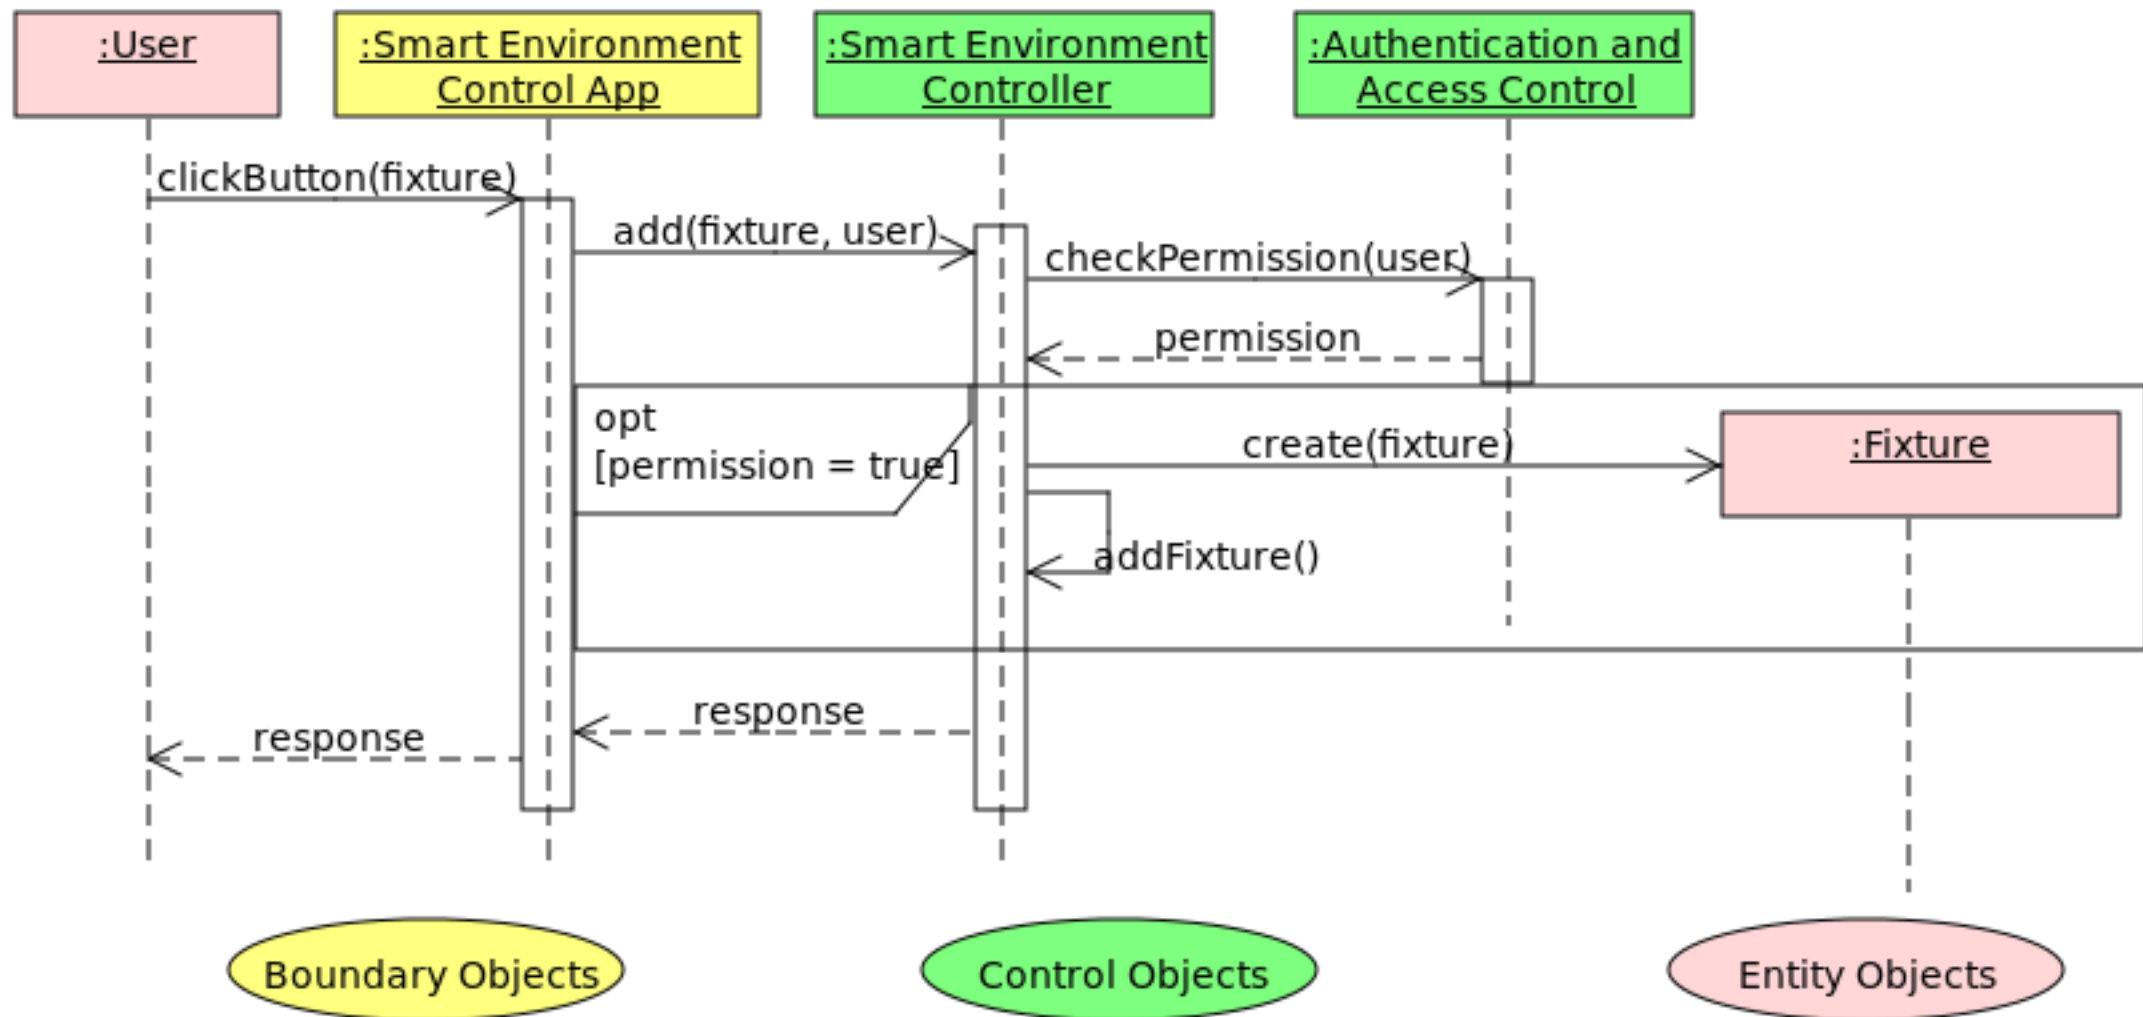 :User
:Smart Environment
Control App
:Smart Environment
Controller
:Authentication and
Access Control
clickButton(fixture)
add(fixture, user)
checkPermission(user)
permission
opt
[permission = true]
create(fixture)
:Fixture
addFixture()
response
response
Boundary Objects
Control Objects
Entity Objects